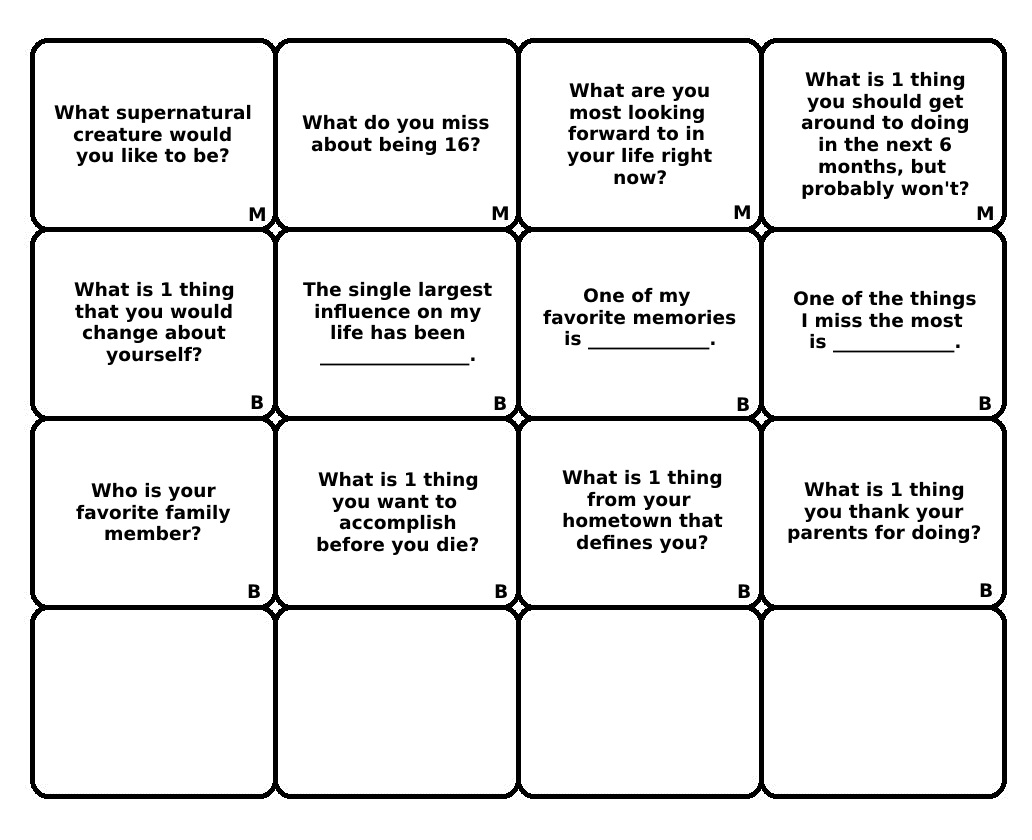 What supernatural
creature would
you like to be?
M
What do you miss
about being 16?
M
What are you
most looking
forward to in
your life right
now?
M
What is 1 thing
you should get
around to doing
in the next 6
months, but
probably won't?
M
What is 1 thing
that you would
change about
yourself?
B
The single largest
influence on my
life has been
________________.
B
One of my
favorite memories
is _____________.
B
One of the things
I miss the most
is _____________.
B
Who is your
favorite family
member?
B
What is 1 thing
you want to
accomplish
before you die?
B
What is 1 thing
from your
hometown that
defines you?
B
What is 1 thing
you thank your
parents for doing?
B